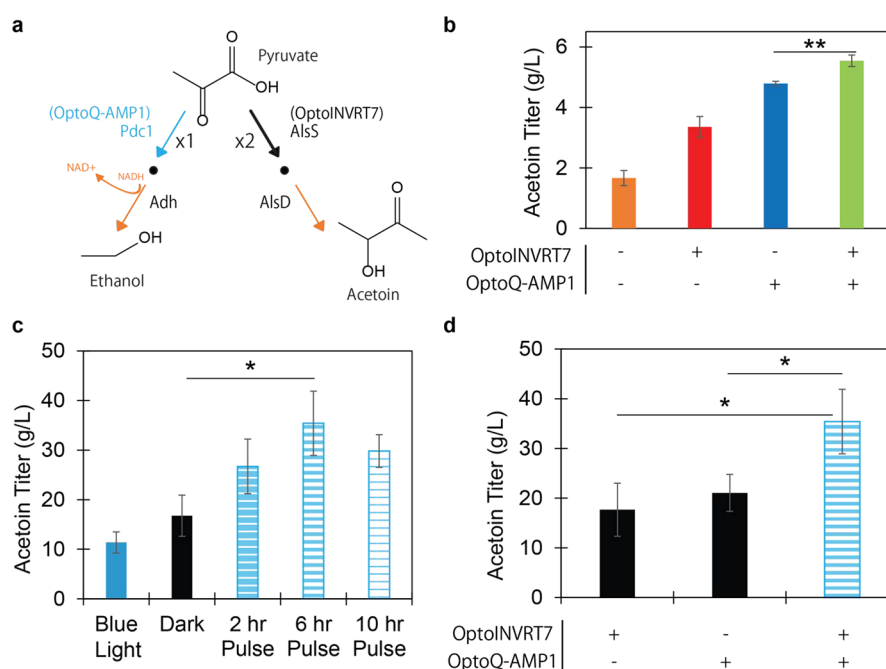 a
Pyruvate
O
OH
O
(OptoQ-AMP1)
Pdc1
(OptoINVRT7)
AlsS
x1
x2
NAD+
NADH
Adh
AlsD
OH
Ethanol
O
OH
Acetoin
b
Acetoin Titer (g/L)
6
4
2
0
**
OptoINVRT7 - + - +
OptoQ-AMP1 - - + +
c
Acetoin Titer (g/L)
50
40
30
20
10
0
*
Blue Light
Dark
2 hr Pulse
6 hr Pulse
10 hr Pulse
d
Acetoin Titer (g/L)
50
40
30
20
10
0
*
*
OptoINVRT7 + - +
OptoQ-AMP1 - + +